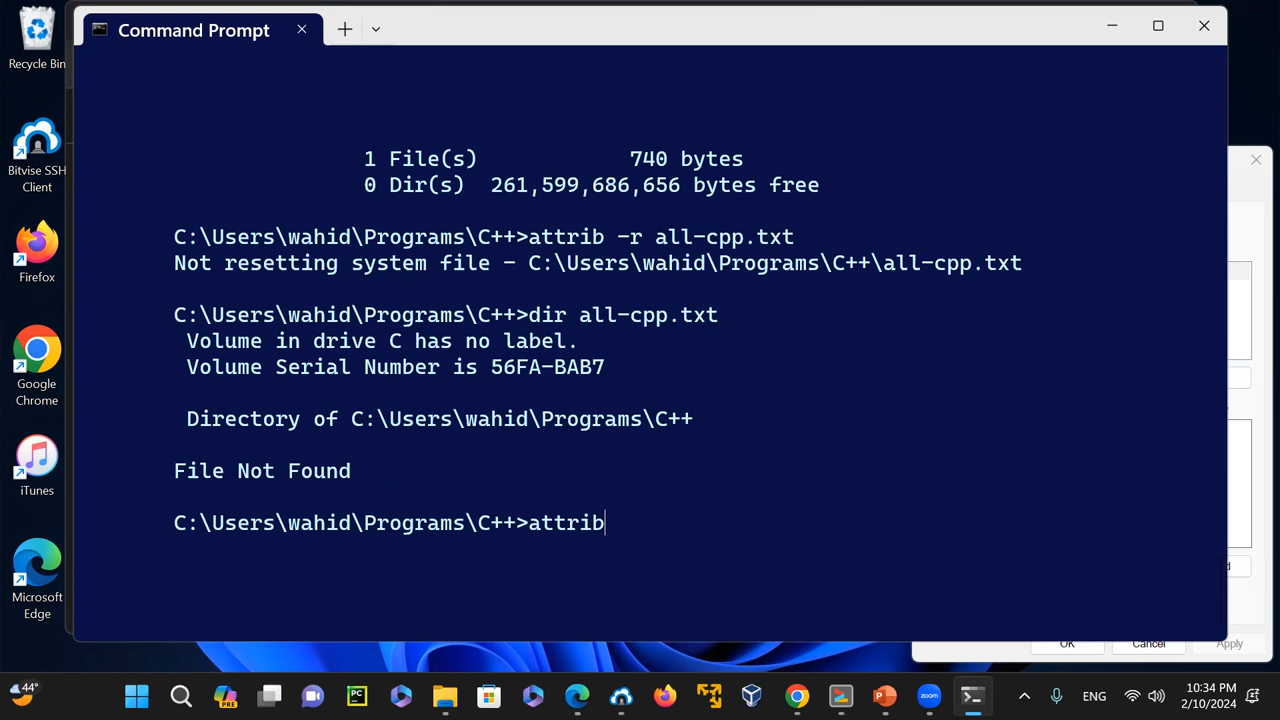 Recycle Bin
Bitvise SSH
Client
Firefox
Google
Chrome
iTunes
Microsoft
Edge
Command Prompt
1 File(s) 740 bytes
0 Dir(s) 261,599,686,656 bytes free
C:\Users\wahid\Programs\C++>attrib -r all-cpp.txt
Not resetting system file - C:\Users\wahid\Programs\C++\all-cpp.txt
C:\Users\wahid\Programs\C++>dir all-cpp.txt
Volume in drive C has no label.
Volume Serial Number is 56FA-BAB7
Directory of C:\Users\wahid\Programs\C++
File Not Found
C:\Users\wahid\Programs\C++>attrib
OK Cancel Apply
44°
PRE
PC
zoom
ENG
10:34 PM
2/10/2024